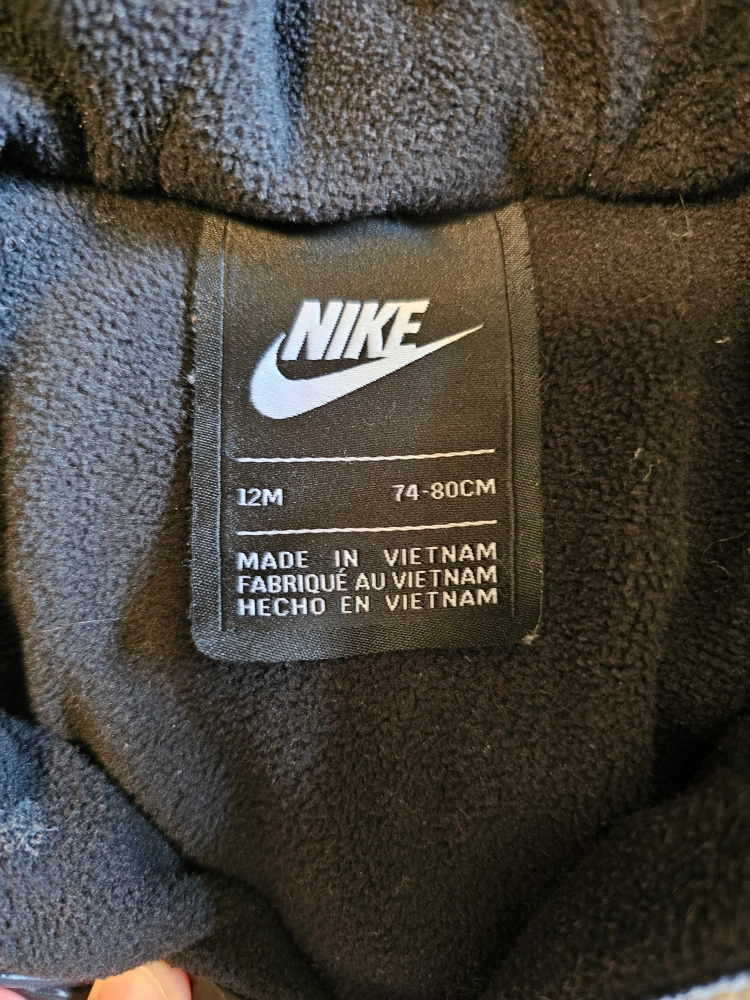 NIKE
12M 74-80CM
MADE IN VIETNAM
FABRIQUÉ AU VIETNAM
HECHO EN VIETNAM